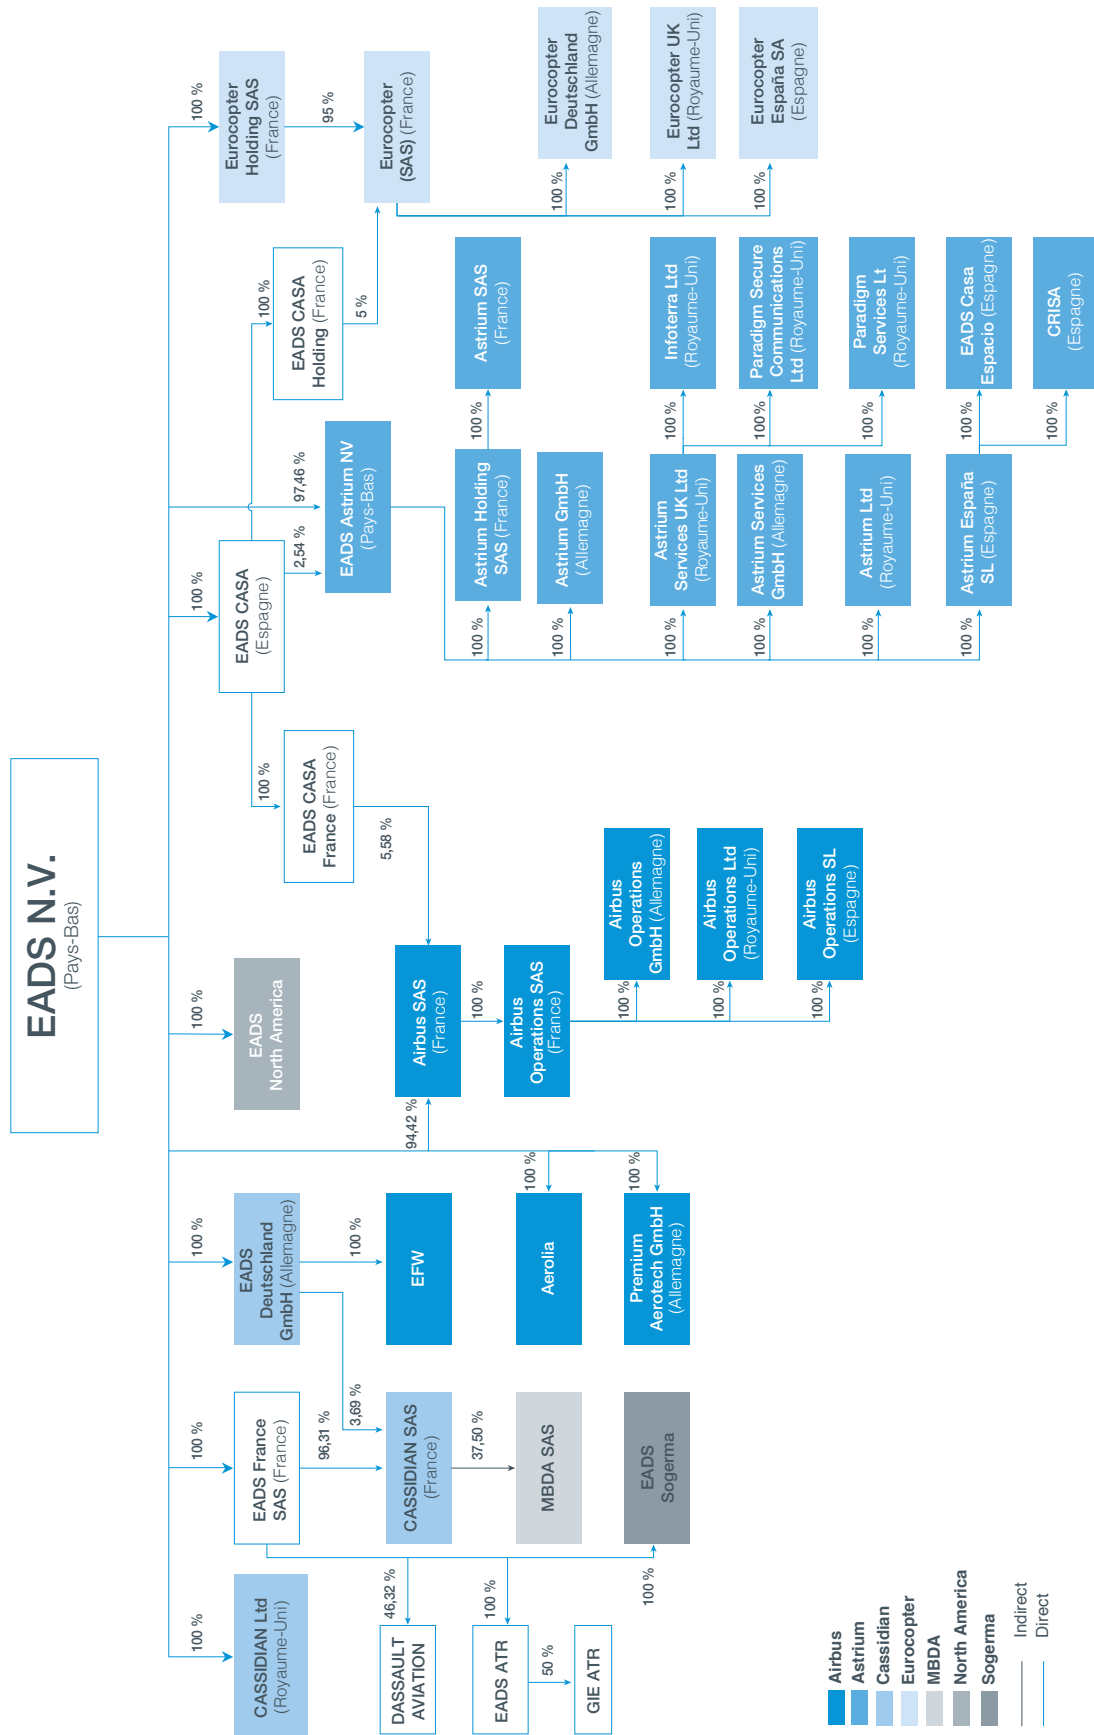 EADS N.V.
(Pays-Bas)
100 %
CASSIDIAN Ltd
(Royaume-Uni)
100 %
EADS France
SAS (France)
100 %
EADS
Deutschland
GmbH (Allemagne)
100 %
EADS
North America
100 %
EADS CASA
(Espagne)
100 %
Eurocopter
Holding SAS
(France)
46,32 %
DASSAULT
AVIATION
100 %
EADS ATR
50 %
GIE ATR
100 %
EADS
Sogerma
96,31 %
3,69 %
CASSIDIAN SAS
(France)
37,50 %
MBDA SAS
100 %
EFW
94,42 %
Airbus SAS
(France)
100 %
Aerolia
100 %
Premium
Aerotech GmbH
(Allemagne)
100 %
Airbus
Operations SAS
(France)
100 %
Airbus
Operations
GmbH (Allemagne)
100 %
Airbus
Operations Ltd
(Royaume-Uni)
100 %
Airbus
Operations SL
(Espagne)
100 %
EADS CASA
France (France)
5,58 %
2,54 %
97,46 %
EADS Astrium NV
(Pays-Bas)
100 %
EADS CASA
Holding (France)
5 %
95 %
Eurocopter
(SAS) (France)
100 %
Astrium Holding
SAS (France)
100 %
Astrium SAS
(France)
100 %
Astrium GmbH
(Allemagne)
100 %
Astrium
Services UK Ltd
(Royaume-Uni)
100 %
Infoterra Ltd
(Royaume-Uni)
100 %
Paradigm Secure
Communications
Ltd (Royaume-Uni)
100 %
Paradigm
Services Lt
(Royaume-Uni)
100 %
Astrium Services
GmbH (Allemagne)
100 %
Astrium Ltd
(Royaume-Uni)
100 %
Astrium España
SL (Espagne)
100 %
EADS Casa
Espacio (Espagne)
100 %
CRISA
(Espagne)
100 %
Eurocopter
Deutschland
GmbH (Allemagne)
100 %
Eurocopter UK
Ltd (Royaume-Uni)
100 %
Eurocopter
España SA
(Espagne)
Airbus
Astrium
Cassidian
Eurocopter
MBDA
North America
Sogerma
Indirect
Direct